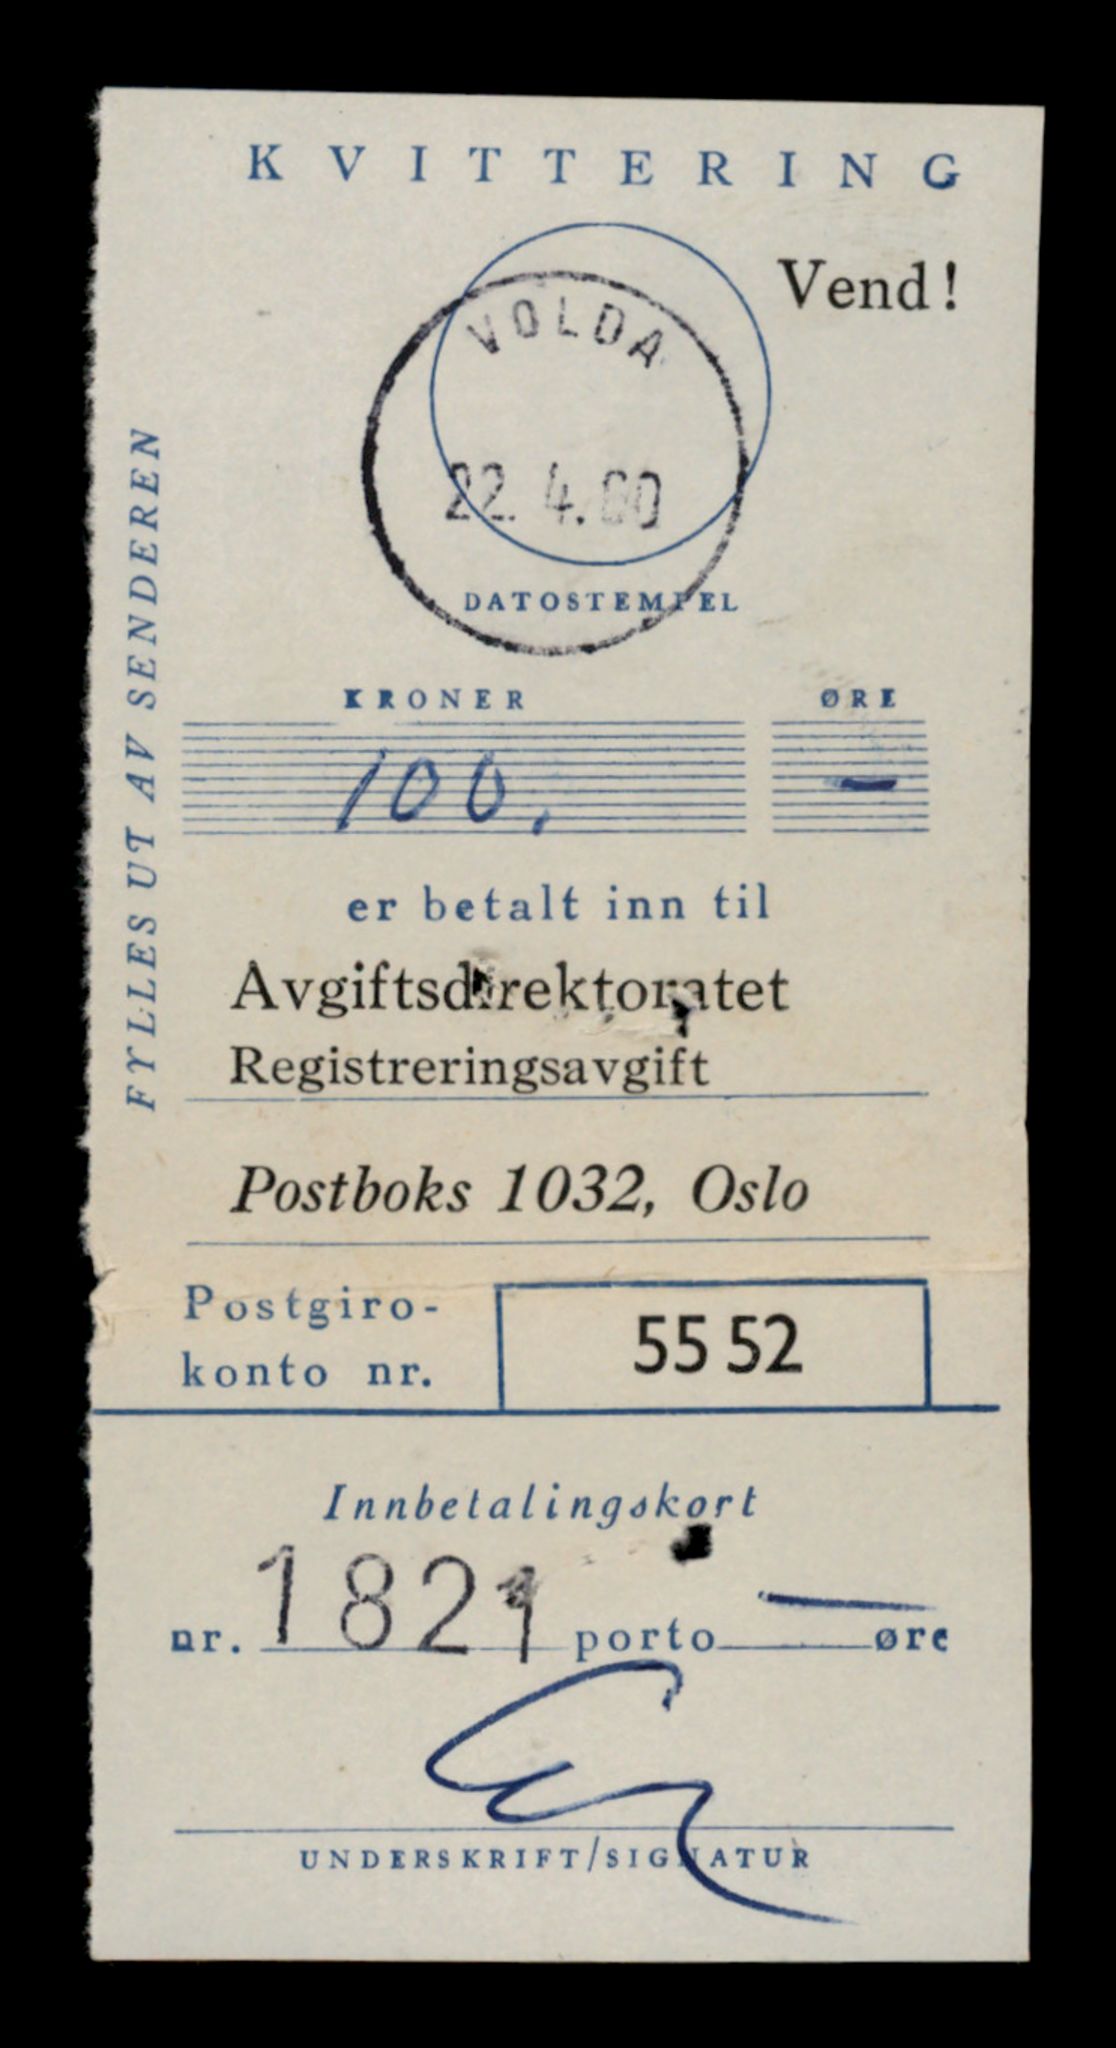 KVITTERING
Vend!
VOLDA
22. 4. 60
DATOSTEMPEL
FYLLES UT AV SENDEREN
KRONER ØRE
100, —
er betalt inn til
Avgiftsdirektoratet
Registreringsavgift
Postboks 1032, Oslo
Postgiro-
konto nr. 55 52
Innbetalingskort
nr. 1821 porto — øre
UNDERSKRIFT/SIGNATUR